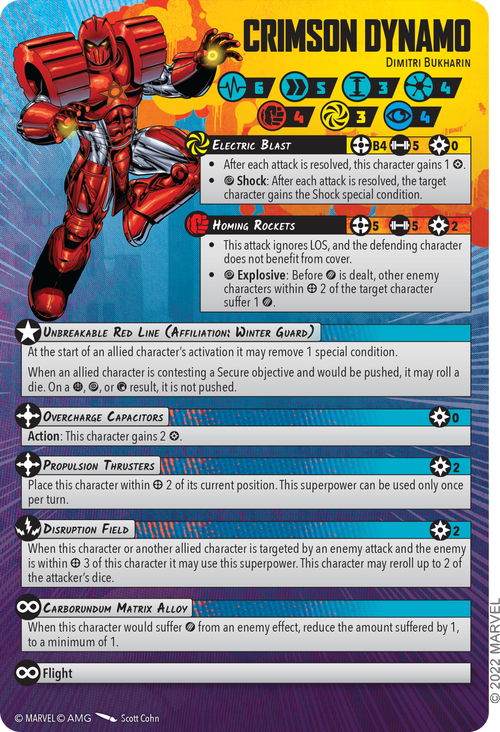 CRIMSON DYNAMO
DIMITRI BUKHARIN
6 5 3 4
4 3 4
ELECTRIC BLAST B4 5 0
• After each attack is resolved, this character gains 1 .
• Shock: After each attack is resolved, the target
character gains the Shock special condition.
HOMING ROCKETS 5 5 2
• This attack ignores LOS, and the defending character
does not benefit from cover.
• Explosive: Before is dealt, other enemy
characters within 2 of the target character
suffer 1 .
UNBREAKABLE RED LINE (AFFILIATION: WINTER GUARD)
At the start of an allied character's activation it may remove 1 special condition.
When an allied character is contesting a Secure objective and would be pushed, it may roll a
die. On a , , or result, it is not pushed.
OVERCHARGE CAPACITORS 0
Action: This character gains 2 .
PROPULSION THRUSTERS 2
Place this character within 2 of its current position. This superpower can be used only once
per turn.
DISRUPTION FIELD 2
When this character or another allied character is targeted by an enemy attack and the enemy
is within 3 of this character it may use this superpower. This character may reroll up to 2 of
the attacker's dice.
CARBORUNDUM MATRIX ALLOY
When this character would suffer from an enemy effect, reduce the amount suffered by 1,
to a minimum of 1.
Flight
© MARVEL © AMG Scott Cohn
© 2022 MARVEL